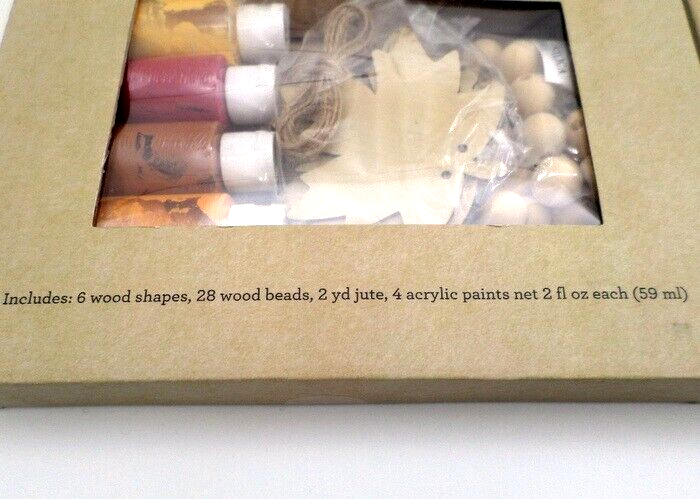 Includes: 6 wood shapes, 28 wood beads, 2 yd jute, 4 acrylic paints net 2 fl oz each (59 ml)